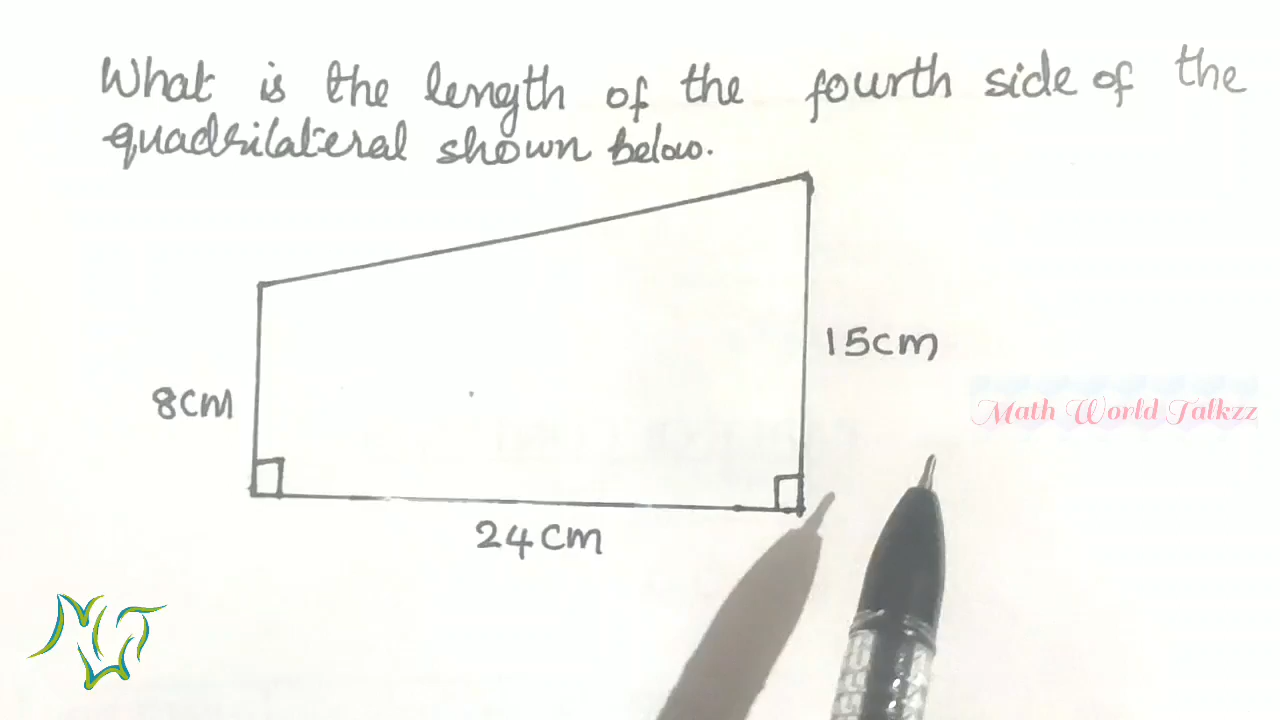 What is the length of the fourth side of the
quadrilateral shown below.
15cm
8cm
Math World Talkzz
24cm
MWT